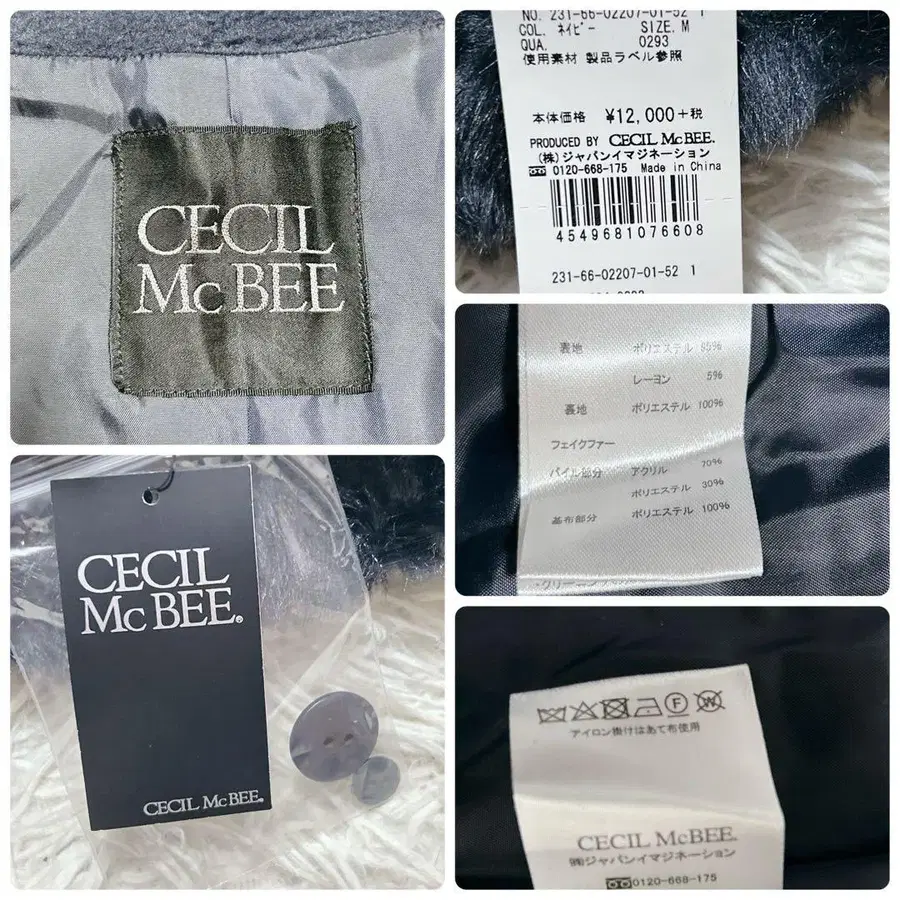 CECIL
McBEE
NO. 231-66-02207-01-52 1
COL. ネイビー SIZE. M
QUA. 0293
使用素材 製品ラベル参照
本体価格 ¥12,000+税
PRODUCED BY CECIL McBEE.
(株)ジャパンイマジネーション
0120-668-175 Made in China
4549681076608
231-66-02207-01-52 1
表地 ポリエステル 95%
レーヨン 5%
裏地 ポリエステル 100%
フェイクファー
パイル部分 アクリル 70%
ポリエステル 30%
基布部分 ポリエステル 100%
CECIL
McBEE®
CECIL McBEE®
アイロン掛けはあて布使用
CECIL McBEE.
㈱ジャパンイマジネーション
0120-668-175